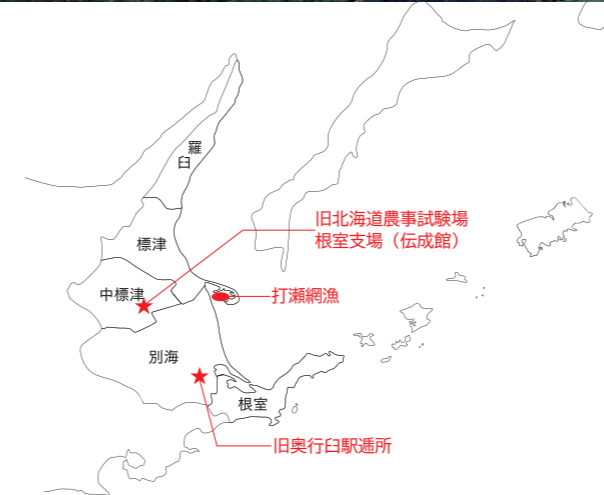 羅臼
標津
旧北海道農事試験場
根室支場（伝成館）
中標津
打瀬網漁
別海
根室
旧奥行臼駅逓所